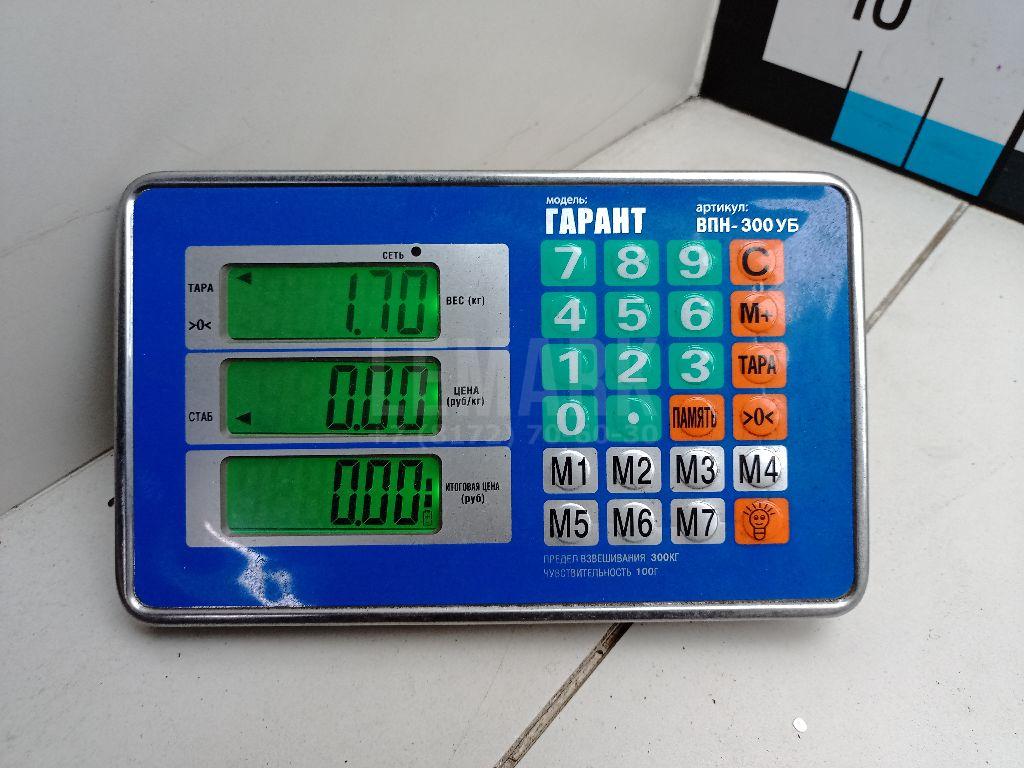 10
модель:
ГАРАНТ
артикул:
ВПН-300УБ
СЕТЬ
ТАРА
>0<
1.70
ВЕС (кг)
СТАБ
0.00
ЦЕНА
(руб/кг)
0.00
ИТОГОВАЯ ЦЕНА
(руб)
7 8 9 C
4 5 6 M+
1 2 3 ТАРА
0 . ПАМЯТЬ >0<
M1 M2 M3 M4
M5 M6 M7
ПРЕДЕЛ ВЗВЕШИВАНИЯ 300КГ
ЧУВСТВИТЕЛЬНОСТЬ 100Г
LEMARK